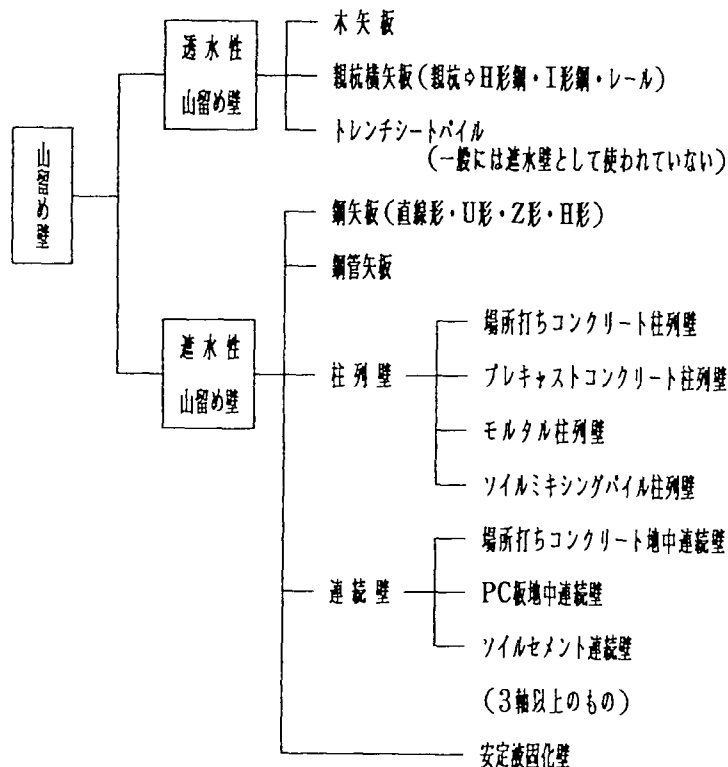 山留め壁
透水性
山留め壁
木矢板
親杭横矢板(親杭⇨H形鋼・I形鋼・レール)
トレンチシートパイル
(一般には遮水壁として使われていない)
遮水性
山留め壁
鋼矢板(直線形・U形・Z形・H形)
鋼管矢板
柱列壁
場所打ちコンクリート柱列壁
プレキャストコンクリート柱列壁
モルタル柱列壁
ソイルミキシングパイル柱列壁
連続壁
場所打ちコンクリート地中連続壁
PC板地中連続壁
ソイルセメント連続壁
(3軸以上のもの)
安定液固化壁